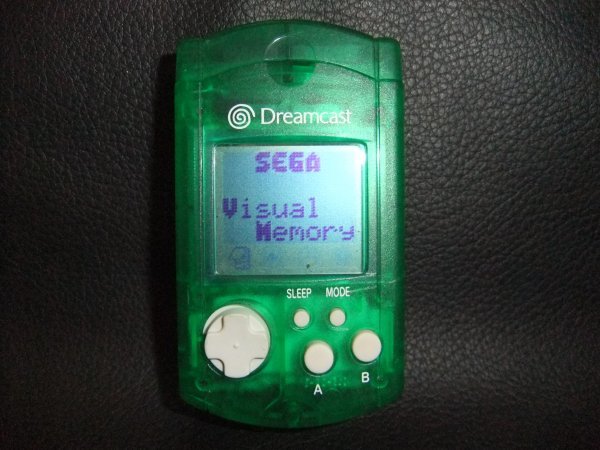 Dreamcast
SEGA
Visual
Memory
SLEEP MODE
A B